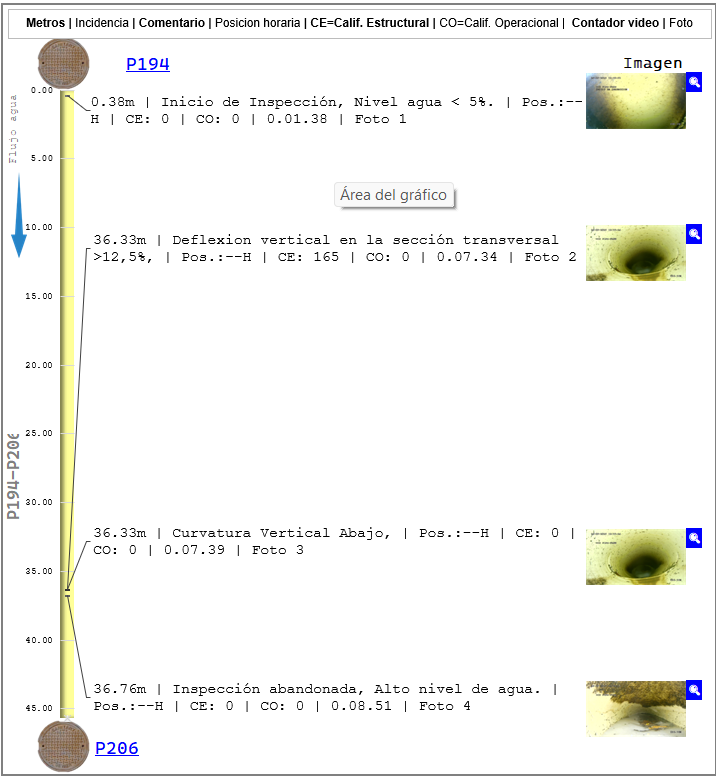 Metros | Incidencia | Comentario | Posicion horaria | CE=Calif. Estructural | CO=Calif. Operacional | Contador video | Foto
P194
Imagen
Flujo agua
0.00
0.38m | Inicio de Inspección, Nivel agua < 5%. | Pos.:--
H | CE: 0 | CO: 0 | 0.01.38 | Foto 1
5.00
Área del gráfico
10.00
36.33m | Deflexion vertical en la sección transversal
>12,5%, | Pos.:--H | CE: 165 | CO: 0 | 0.07.34 | Foto 2
15.00
20.00
25.00
P194-P206
30.00
36.33m | Curvatura Vertical Abajo, | Pos.:--H | CE: 0 |
CO: 0 | 0.07.39 | Foto 3
35.00
40.00
36.76m | Inspección abandonada, Alto nivel de agua. |
Pos.:--H | CE: 0 | CO: 0 | 0.08.51 | Foto 4
45.00
P206